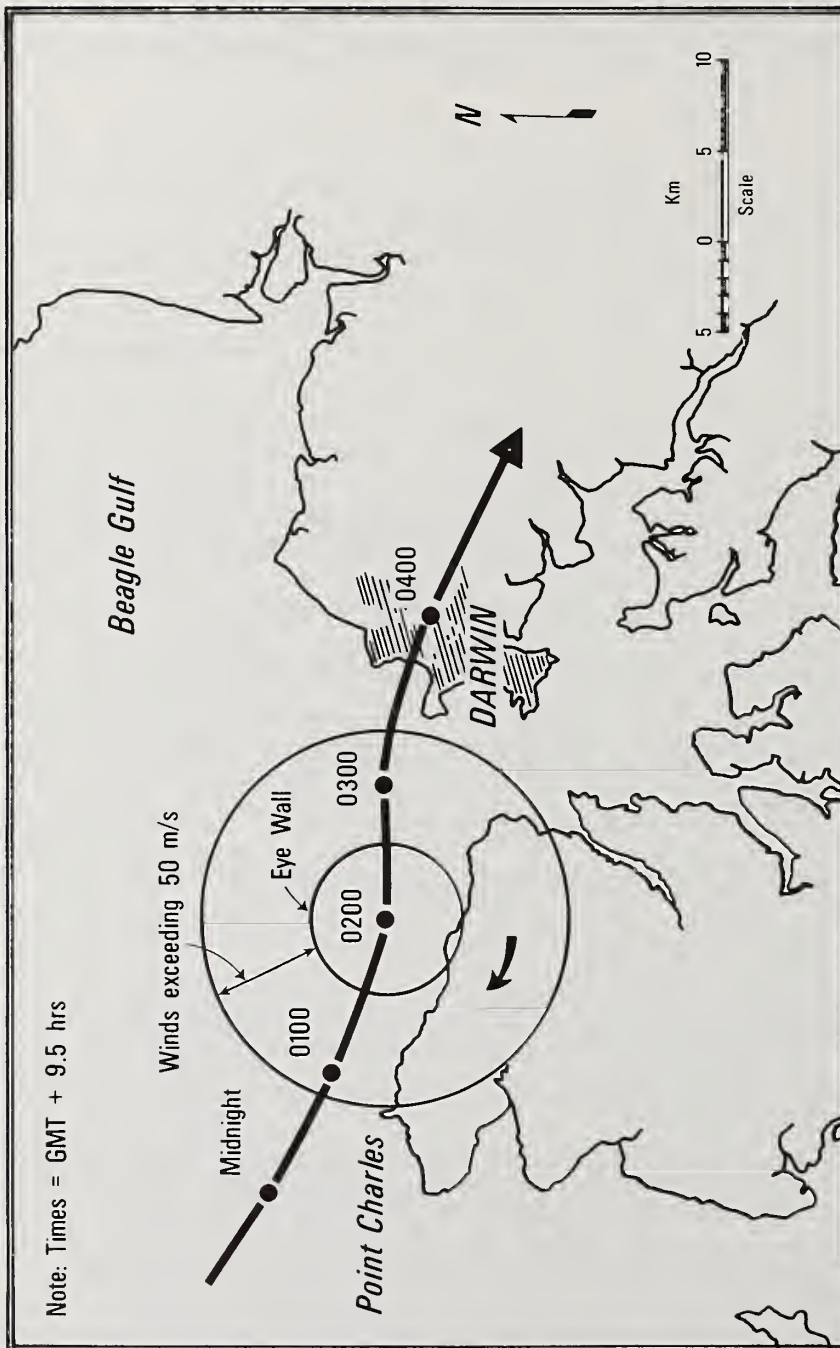 Note: Times = GMT + 9.5 hrs
Beagle Gulf
Winds exceeding 50 m/s
Eye Wall
Midnight
0100
0200
0300
0400
DARWIN
Point Charles
N
Km
5 0 5 10
Scale